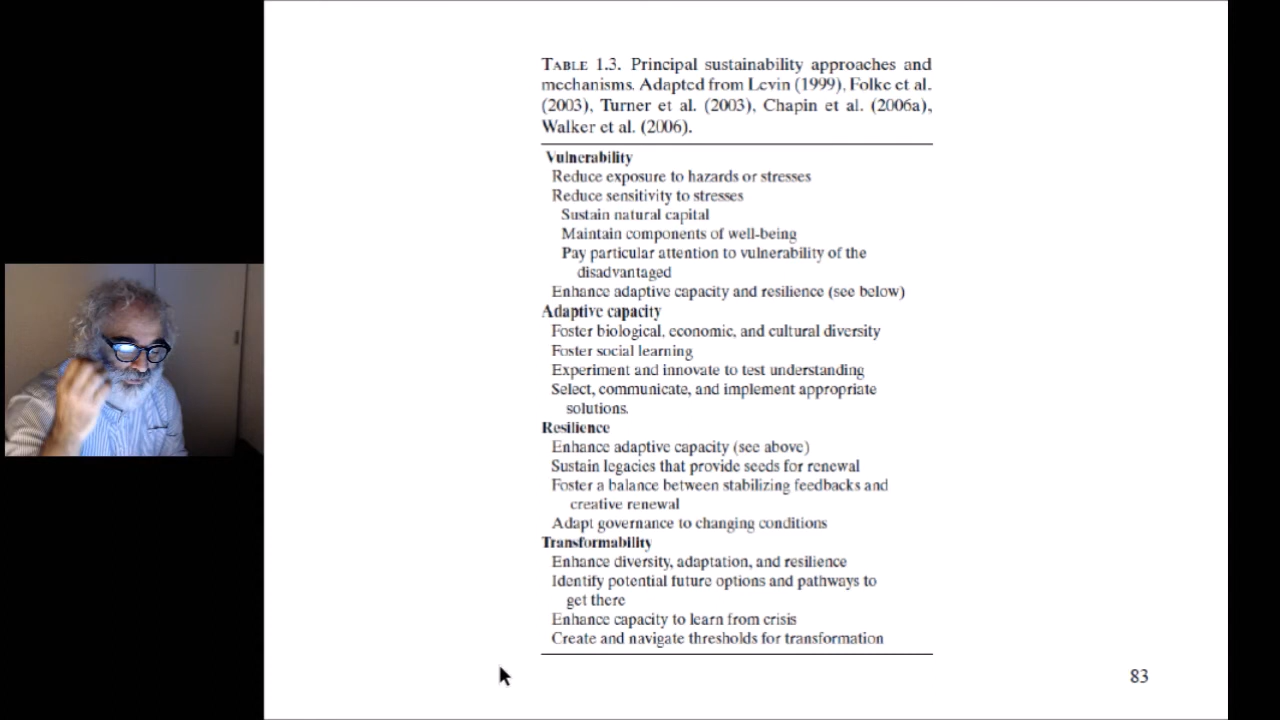 TABLE 1.3. Principal sustainability approaches and
mechanisms. Adapted from Levin (1999), Folke et al.
(2003), Turner et al. (2003), Chapin et al. (2006a),
Walker et al. (2006).
Vulnerability
Reduce exposure to hazards or stresses
Reduce sensitivity to stresses
Sustain natural capital
Maintain components of well-being
Pay particular attention to vulnerability of the
disadvantaged
Enhance adaptive capacity and resilience (see below)
Adaptive capacity
Foster biological, economic, and cultural diversity
Foster social learning
Experiment and innovate to test understanding
Select, communicate, and implement appropriate
solutions.
Resilience
Enhance adaptive capacity (see above)
Sustain legacies that provide seeds for renewal
Foster a balance between stabilizing feedbacks and
creative renewal
Adapt governance to changing conditions
Transformability
Enhance diversity, adaptation, and resilience
Identify potential future options and pathways to
get there
Enhance capacity to learn from crisis
Create and navigate thresholds for transformation
83